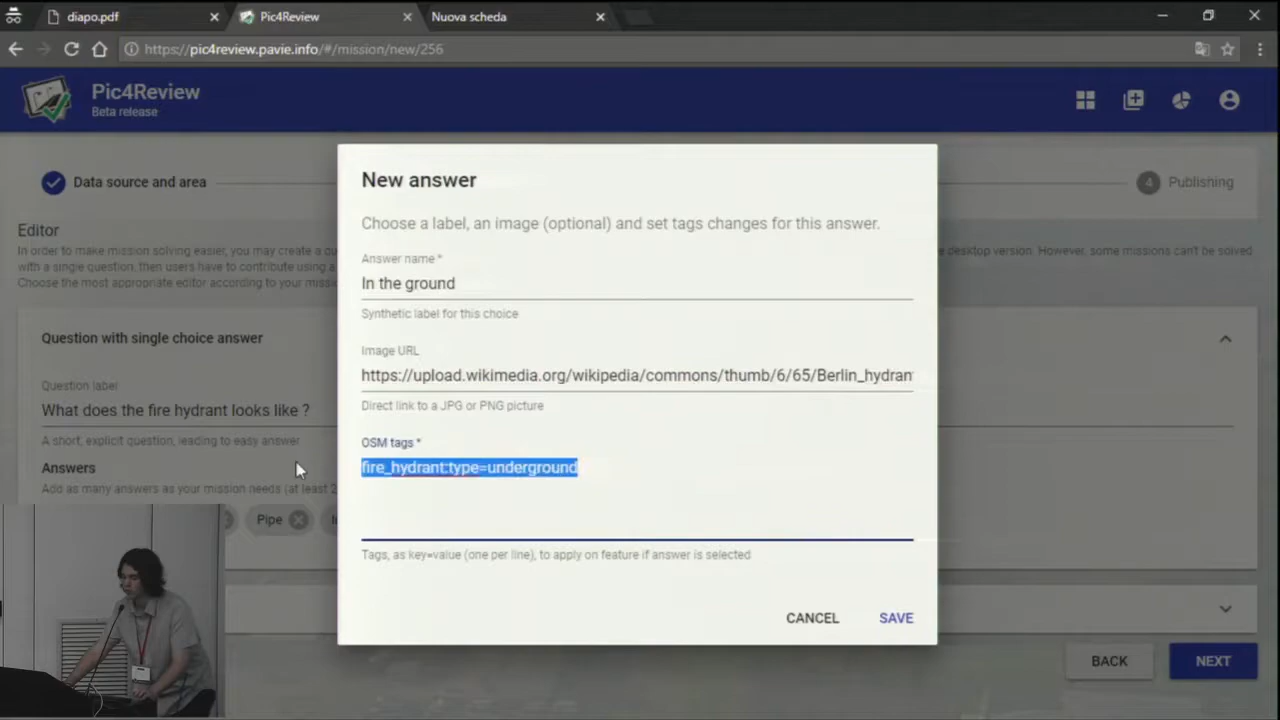 diapo.pdf
Pic4Review
Nuova scheda
https://pic4review.pavie.info/#/mission/new/256
Pic4Review
Beta release
Data source and area
4 Publishing
Editor
In order to make mission solving easier, you may create a
desktop version. However, some missions can't be solved
with a single question, then users have to contribute using a
Choose the most appropriate editor according to your
Question with single choice answer
Question label
What does the fire hydrant looks like ?
A short, explicit question, leading to easy answer
Answers
Add as many answers as your mission needs (at least 2
Pipe
New answer
Choose a label, an image (optional) and set tags changes for this answer.
Answer name *
In the ground
Synthetic label for this choice
Image URL
https://upload.wikimedia.org/wikipedia/commons/thumb/6/65/Berlin_hydran
Direct link to a JPG or PNG picture
OSM tags *
fire_hydrant:type=underground
Tags, as key=value (one per line), to apply on feature if answer is selected
CANCEL
SAVE
BACK
NEXT